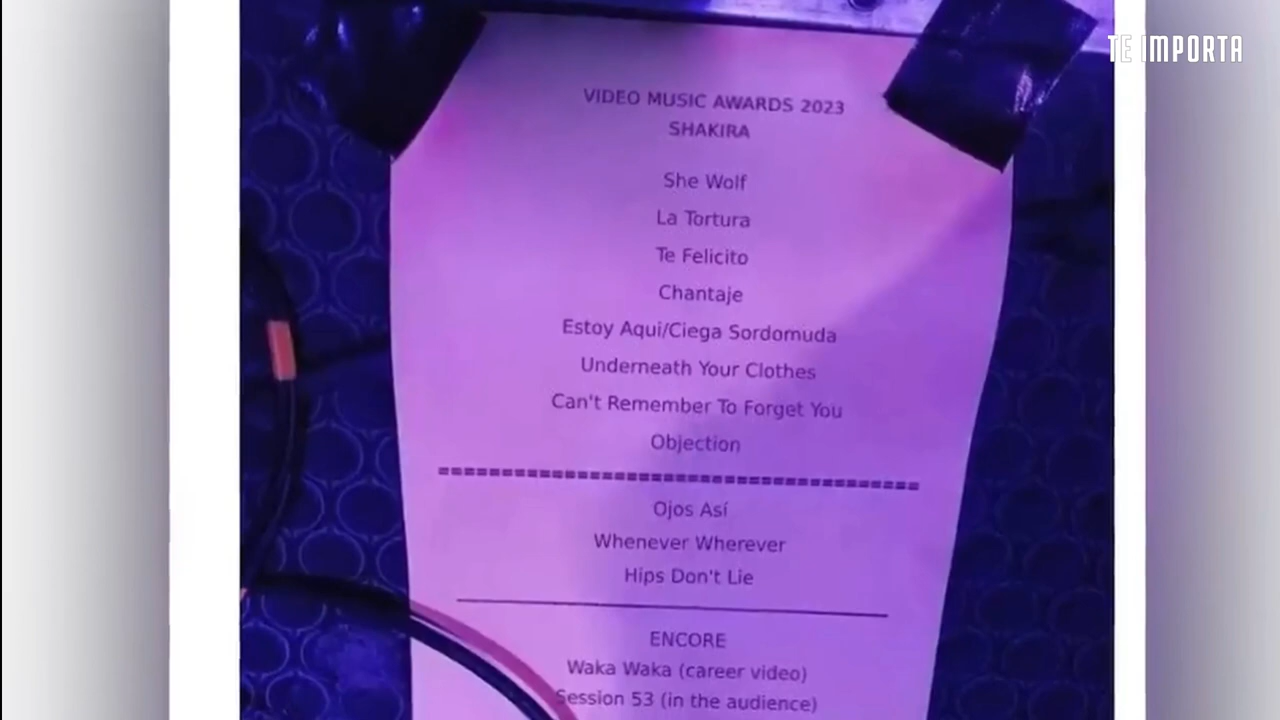 TE IMPORTA
VIDEO MUSIC AWARDS 2023
SHAKIRA
She Wolf
La Tortura
Te Felicito
Chantaje
Estoy Aqui/Ciega Sordomuda
Underneath Your Clothes
Can't Remember To Forget You
Objection
=====================================
Ojos Así
Whenever Wherever
Hips Don't Lie
ENCORE
Waka Waka (career video)
Session 53 (in the audience)